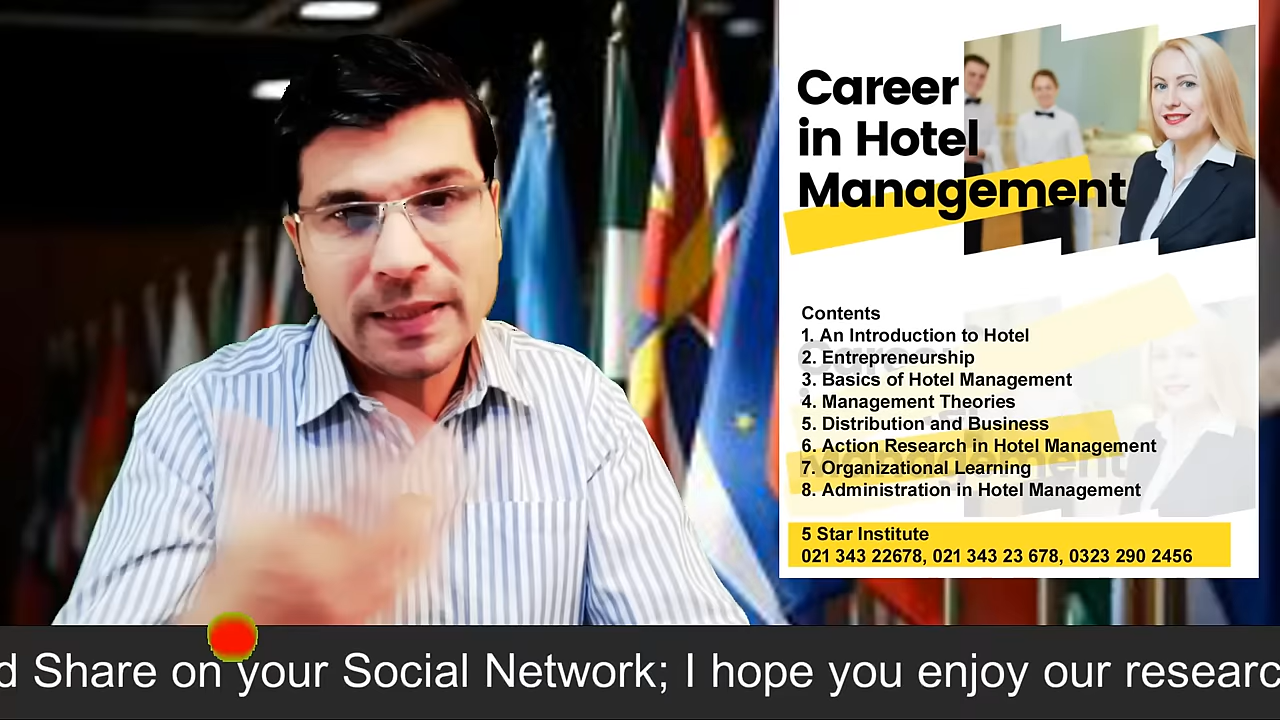 Career
in Hotel
Management
Contents
1. An Introduction to Hotel
2. Entrepreneurship
3. Basics of Hotel Management
4. Management Theories
5. Distribution and Business
6. Action Research in Hotel Management
7. Organizational Learning
8. Administration in Hotel Management
5 Star Institute
021 343 22678, 021 343 23 678, 0323 290 2456
d Share on your Social Network; I hope you enjoy our researc